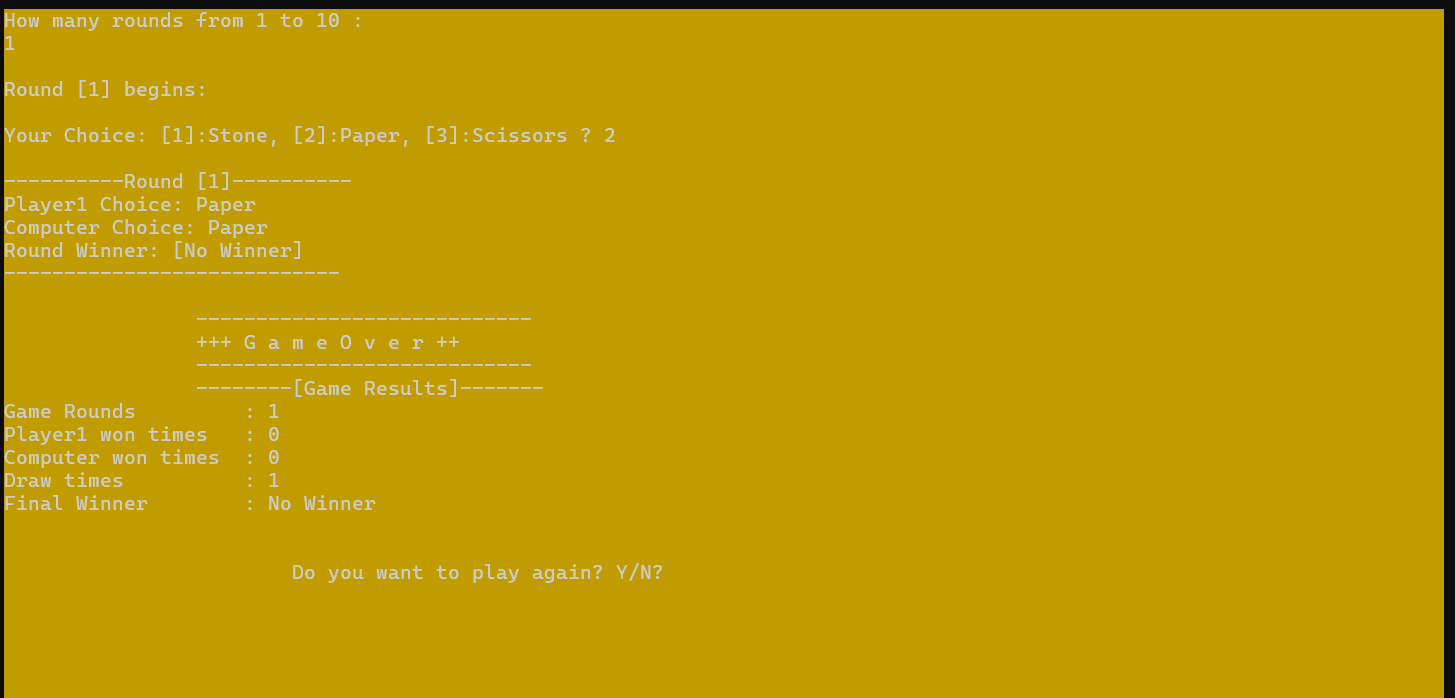 How many rounds from 1 to 10 :
1
Round [1] begins:
Your Choice: [1]:Stone, [2]:Paper, [3]:Scissors ? 2
----------Round [1]----------
Player1 Choice: Paper
Computer Choice: Paper
Round Winner: [No Winner]
----------------------------
----------------------------
+++ G a m e O v e r ++
----------------------------
--------[Game Results]-------
Game Rounds         : 1
Player1 won times   : 0
Computer won times  : 0
Draw times          : 1
Final Winner        : No Winner
Do you want to play again? Y/N?